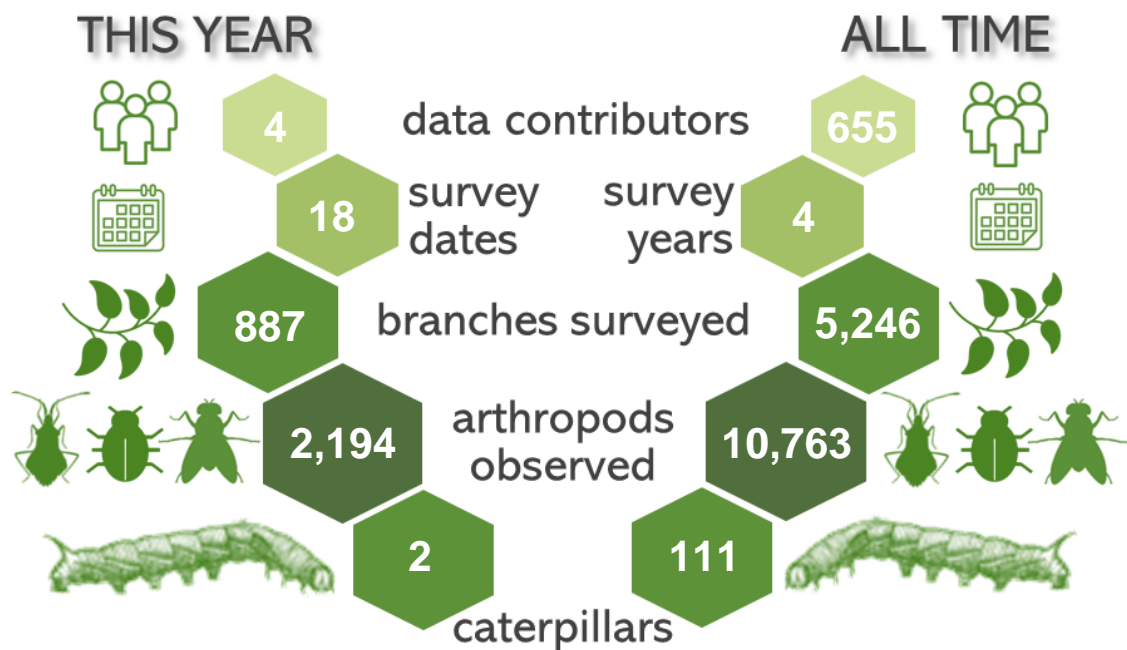 THIS YEAR
ALL TIME
4
data contributors
655
18
survey
dates
survey
years
4
887
branches surveyed
5,246
2,194
arthropods
observed
10,763
2
caterpillars
111